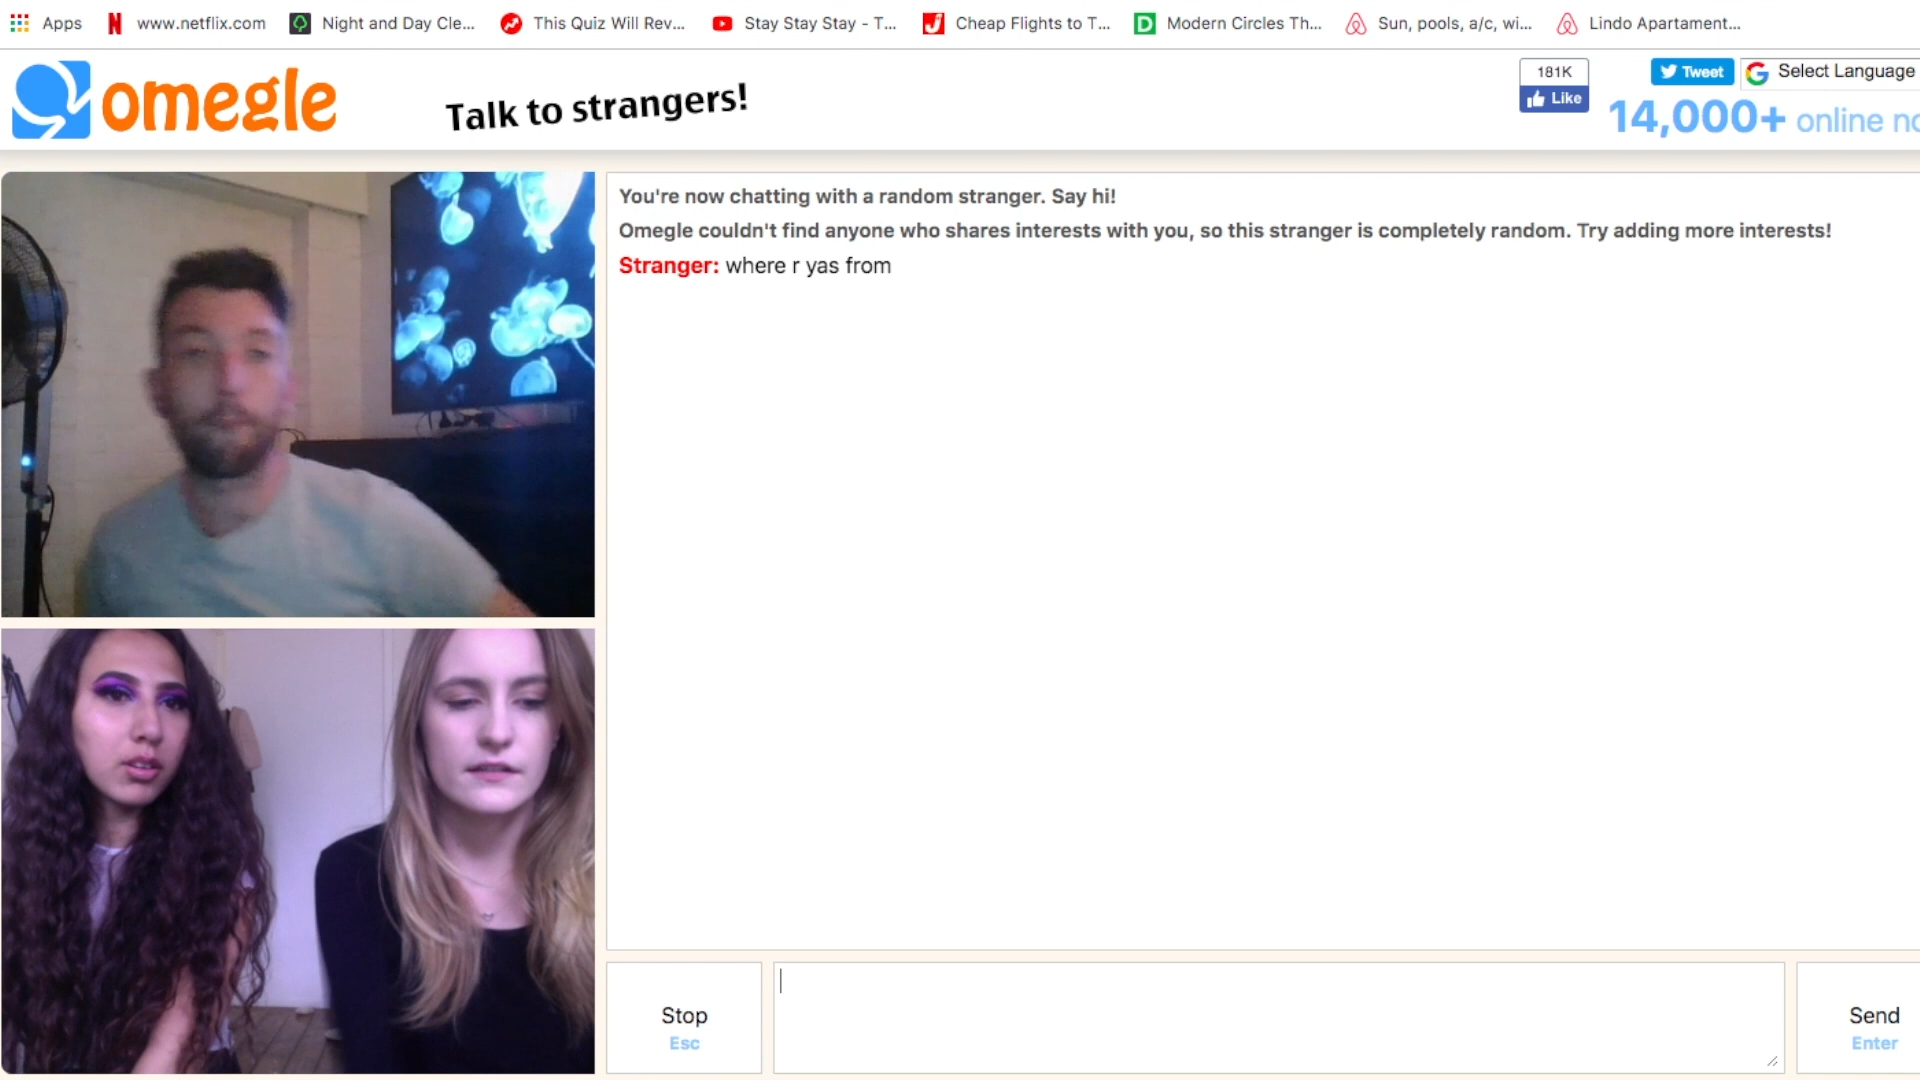 Apps www.netflix.com Night and Day Cle... This Quiz Will Rev... Stay Stay Stay - T... Cheap Flights to T... Modern Circles Th... Sun, pools, a/c, wi... Lindo Apartament...
omegle Talk to strangers! 181K Like Tweet Select Language
14,000+ online no
You're now chatting with a random stranger. Say hi!
Omegle couldn't find anyone who shares interests with you, so this stranger is completely random. Try adding more interests!
Stranger: where r yas from
Stop
Esc
Send
Enter